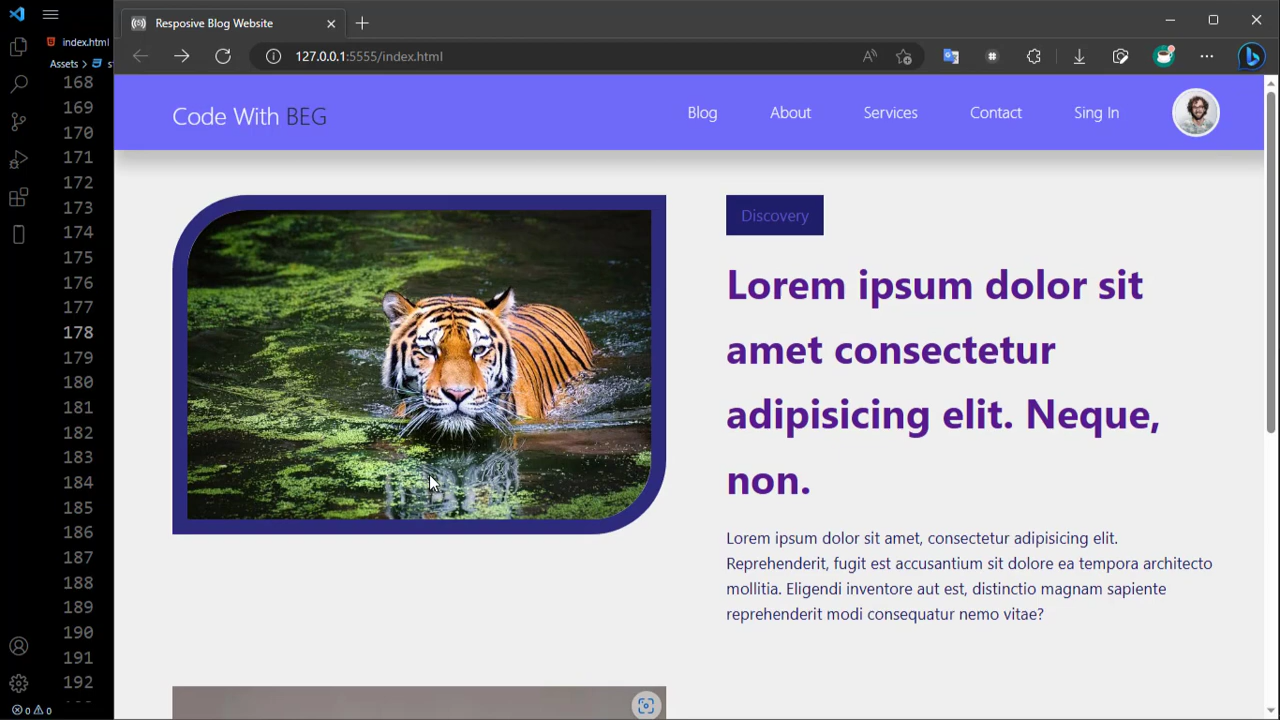 Resposive Blog Website
index.html
127.0.0.1:5555/index.html
Assets
168
169
170
171
172
173
174
175
176
177
178
179
180
181
182
183
184
185
186
187
188
189
190
191
192
0 0
Code With BEG
Blog
About
Services
Contact
Sing In
Discovery
Lorem ipsum dolor sit
amet consectetur
adipisicing elit. Neque,
non.
Lorem ipsum dolor sit amet, consectetur adipisicing elit.
Reprehenderit, fugit est accusantium sit dolore ea tempora architecto
mollitia. Eligendi inventore aut est, distinctio magnam sapiente
reprehenderit modi consequatur nemo vitae?